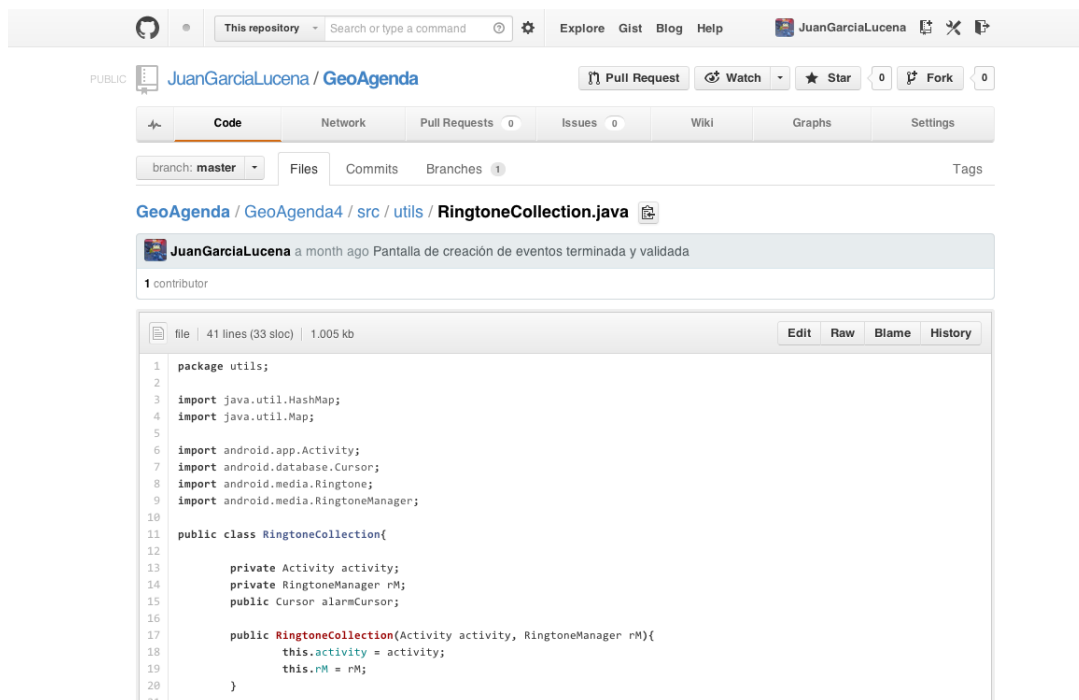 This repository Search or type a command Explore Gist Blog Help JuanGarciaLucena
PUBLIC JuanGarciaLucena / GeoAgenda Pull Request Watch Star 0 Fork 0
Code Network Pull Requests 0 Issues 0 Wiki Graphs Settings
branch: master Files Commits Branches 1 Tags
GeoAgenda / GeoAgenda4 / src / utils / RingtoneCollection.java
JuanGarciaLucena a month ago Pantalla de creación de eventos terminada y validada
1 contributor
file 41 lines (33 sloc) 1.005 kb Edit Raw Blame History
1 package utils;
2
3 import java.util.HashMap;
4 import java.util.Map;
5
6 import android.app.Activity;
7 import android.database.Cursor;
8 import android.media.Ringtone;
9 import android.media.RingtoneManager;
10
11 public class RingtoneCollection{
12
13 private Activity activity;
14 private RingtoneManager rM;
15 public Cursor alarmCursor;
16
17 public RingtoneCollection(Activity activity, RingtoneManager rM){
18 this.activity = activity;
19 this.rM = rM;
20 }